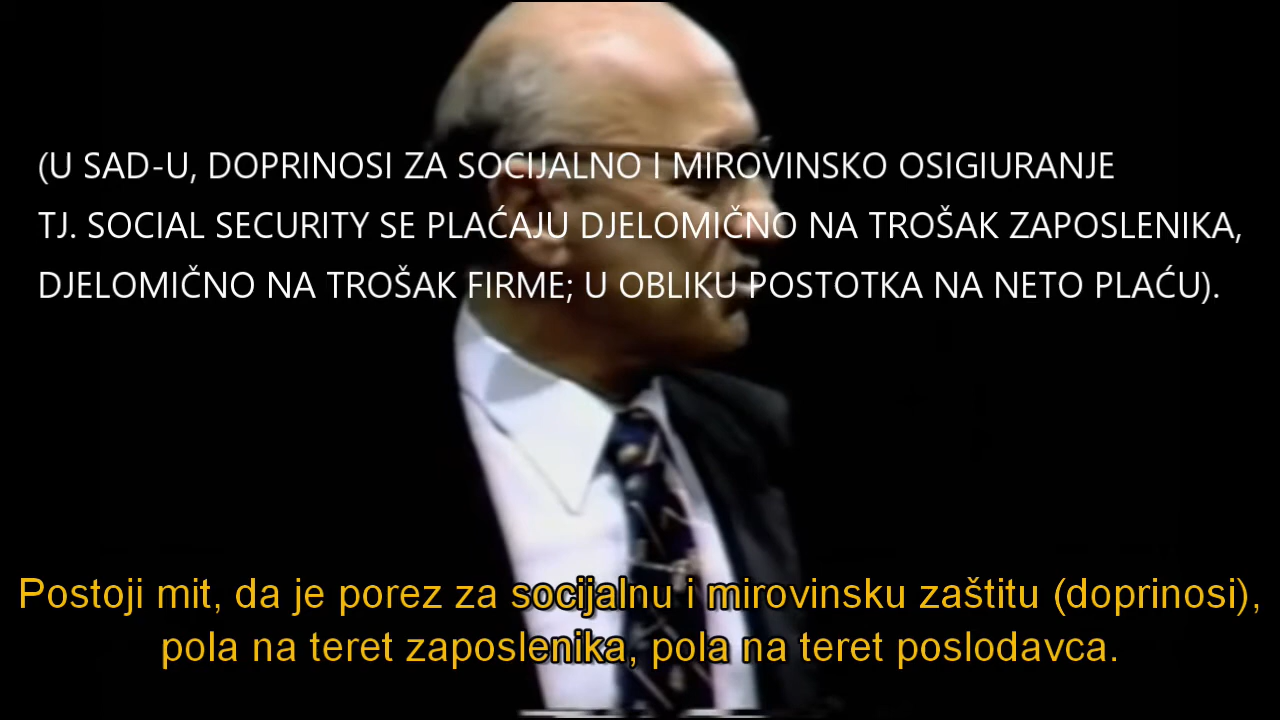 (U SAD-U, DOPRINOSI ZA SOCIJALNO I MIROVINSKO OSIGIURANJE
TJ. SOCIAL SECURITY SE PLAĆAJU DJELOMIČNO NA TROŠAK ZAPOSLENIKA,
DJELOMIČNO NA TROŠAK FIRME; U OBLIKU POSTOTKA NA NETO PLAĆU).
Postoji mit, da je porez za socijalnu i mirovinsku zaštitu (doprinosi),
pola na teret zaposlenika, pola na teret poslodavca.